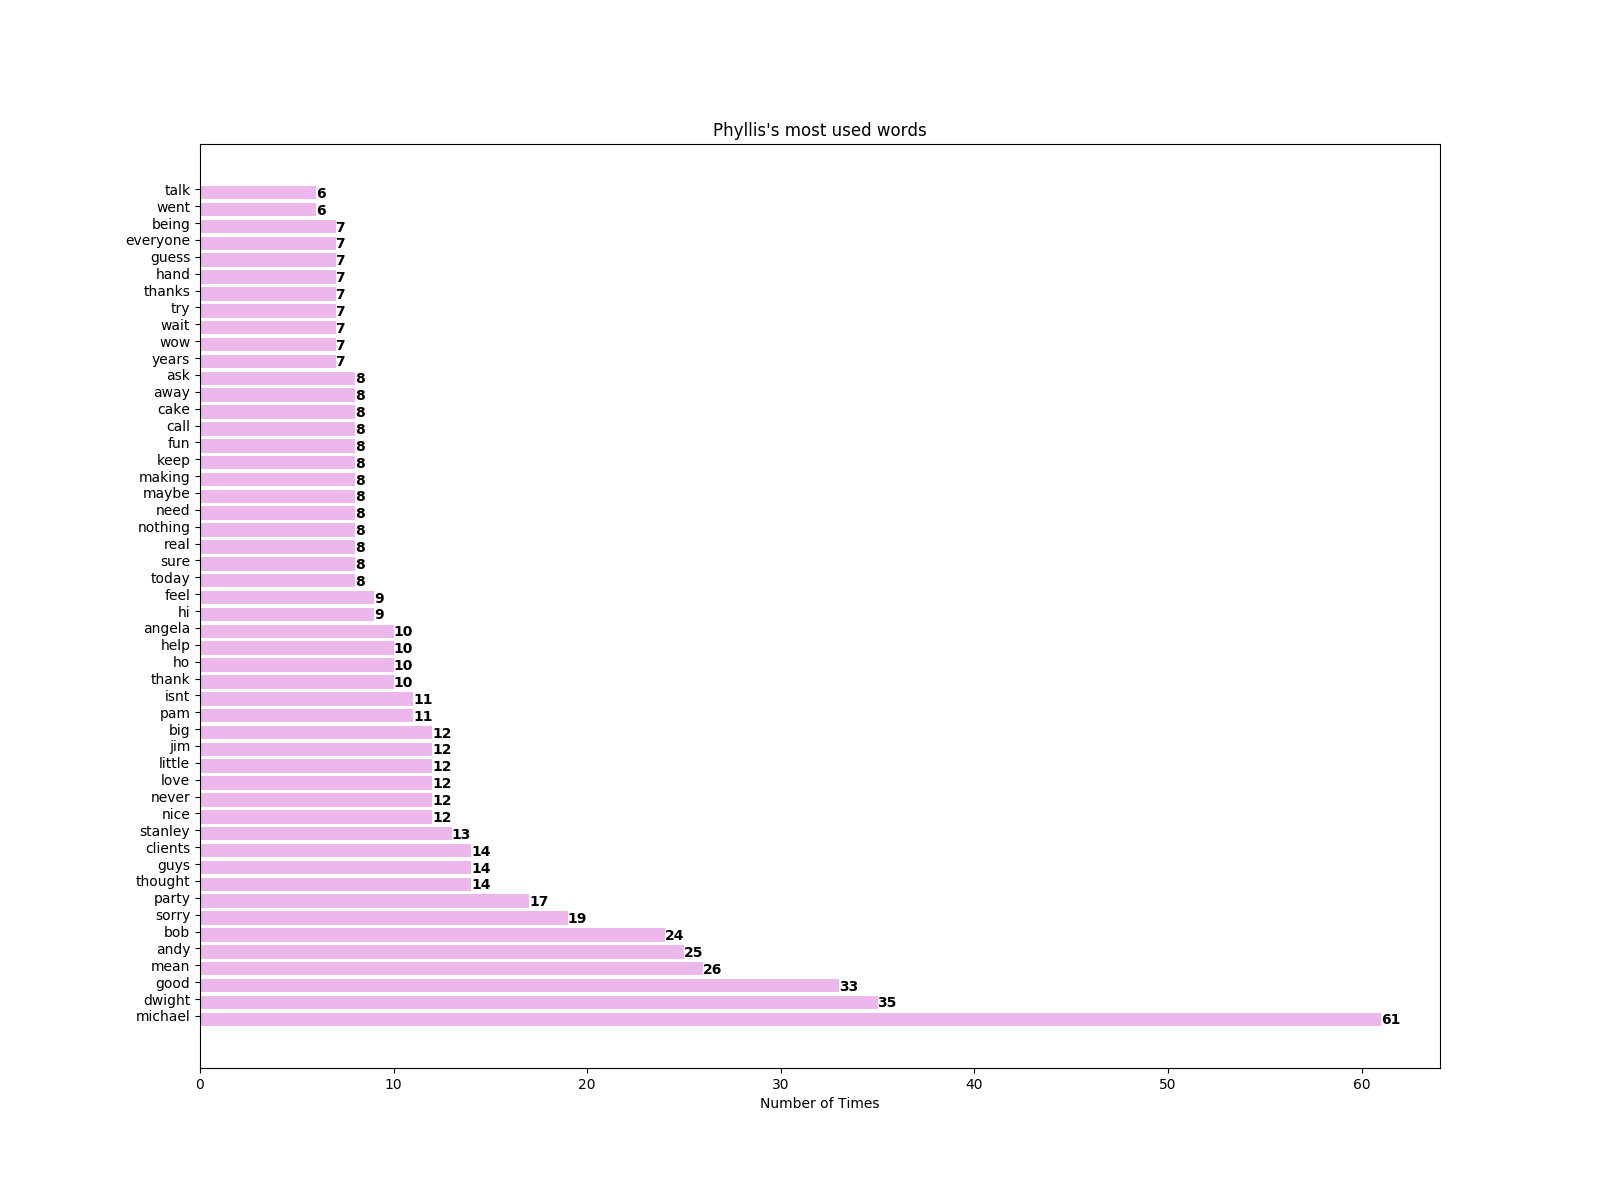 Phyllis's most used words
talk 6
went 6
being 7
everyone 7
guess 7
hand 7
thanks 7
try 7
wait 7
wow 7
years 7
ask 8
away 8
cake 8
call 8
fun 8
keep 8
making 8
maybe 8
need 8
nothing 8
real 8
sure 8
today 8
feel 9
hi 9
angela 10
help 10
ho 10
thank 10
isnt 11
pam 11
big 12
jim 12
little 12
love 12
never 12
nice 12
stanley 13
clients 14
guys 14
thought 14
party 17
sorry 19
bob 24
andy 25
mean 26
good 33
dwight 35
michael 61
0 10 20 30 40 50 60
Number of Times